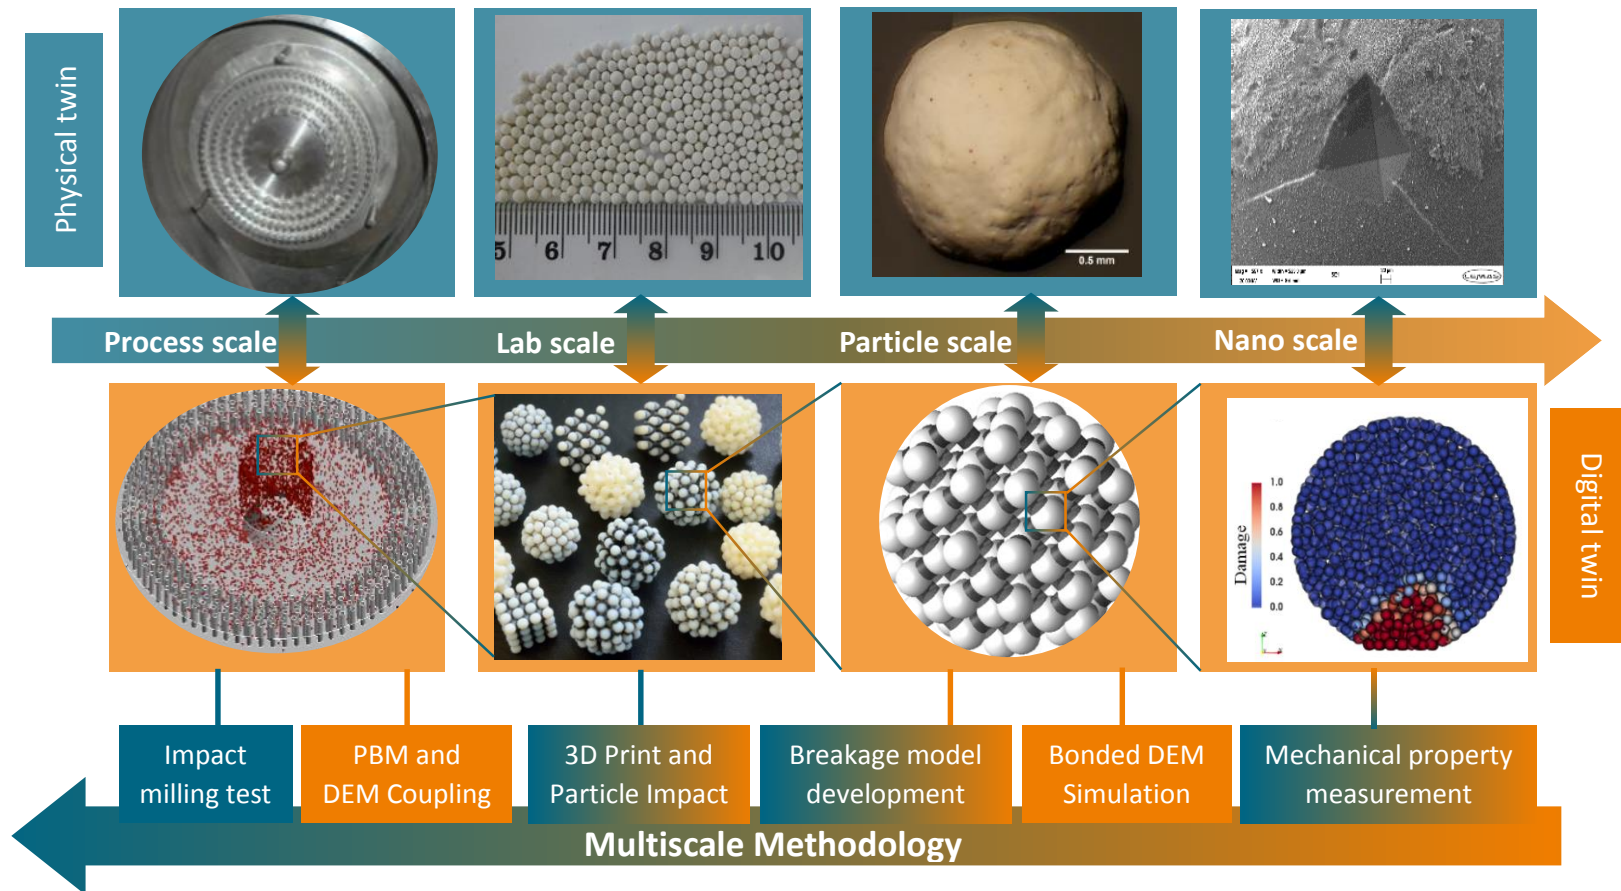 Physical twin
5 6 7 8 9 10
0.5 mm
Process scale
Lab scale
Particle scale
Nano scale
Damage
1.0
0.8
0.6
0.4
0.2
0.0
Digital twin
Impact
milling test
PBM and
DEM Coupling
3D Print and
Particle Impact
Breakage model
development
Bonded DEM
Simulation
Mechanical property
measurement
Multiscale Methodology